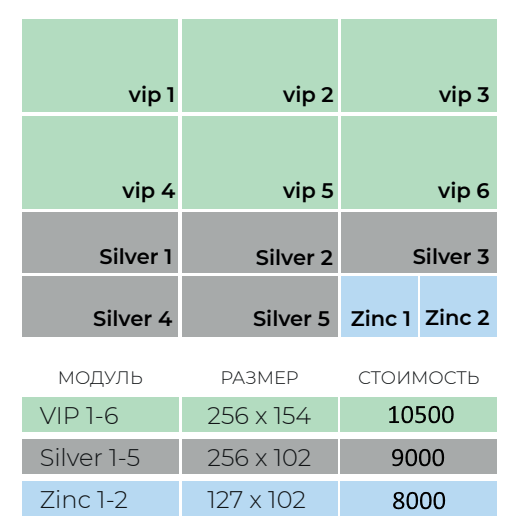 vip 1 vip 2 vip 3
vip 4 vip 5 vip 6
Silver 1 Silver 2 Silver 3
Silver 4 Silver 5 Zinc 1 Zinc 2
МОДУЛЬ РАЗМЕР СТОИМОСТЬ
VIP 1-6 256 x 154 10500
Silver 1-5 256 x 102 9000
Zinc 1-2 127 x 102 8000